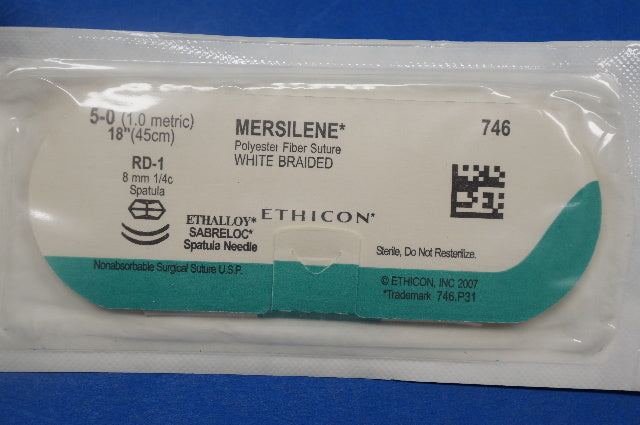 5-0 (1.0 metric)
18"(45cm)
RD-1
8 mm 1/4c
Spatula
ETHALLOY*
SABRELOC*
Spatula Needle
MERSILENE*
Polyester Fiber Suture
WHITE BRAIDED
ETHICON*
746
Sterile, Do Not Resterilize.
Nonabsorbable Surgical Suture U.S.P.
© ETHICON, INC 2007
*Trademark 746.P31